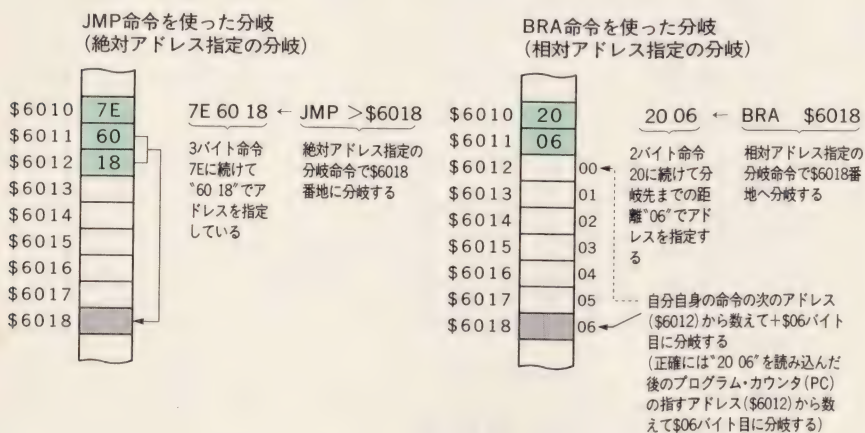 JMP命令を使った分岐
(絶対アドレス指定の分岐)
$6010 7E
$6011 60
$6012 18
$6013
$6014
$6015
$6016
$6017
$6018
7E 60 18 ← JMP >$6018
3バイト命令
7Eに続けて
"60 18"でア
ドレスを指定
している
絶対アドレス指定の
分岐命令で$6018
番地に分岐する
BRA命令を使った分岐
(相対アドレス指定の分岐)
$6010 20
$6011 06
$6012 00
$6013 01
$6014 02
$6015 03
$6016 04
$6017 05
$6018 06
20 06 ← BRA $6018
2バイト命令
20に続けて分
岐先までの距
離"06"でアド
レスを指定す
る
相対アドレス指定の
分岐命令で$6018番
地へ分岐する
自分自身の命令の次のアドレス
($6012)から数えて+$06バイト
目に分岐する
(正確には"20 06"を読み込んだ
後のプログラム・カウンタ(PC)
の指すアドレス($6012)から数
えて$06バイト目に分岐する)